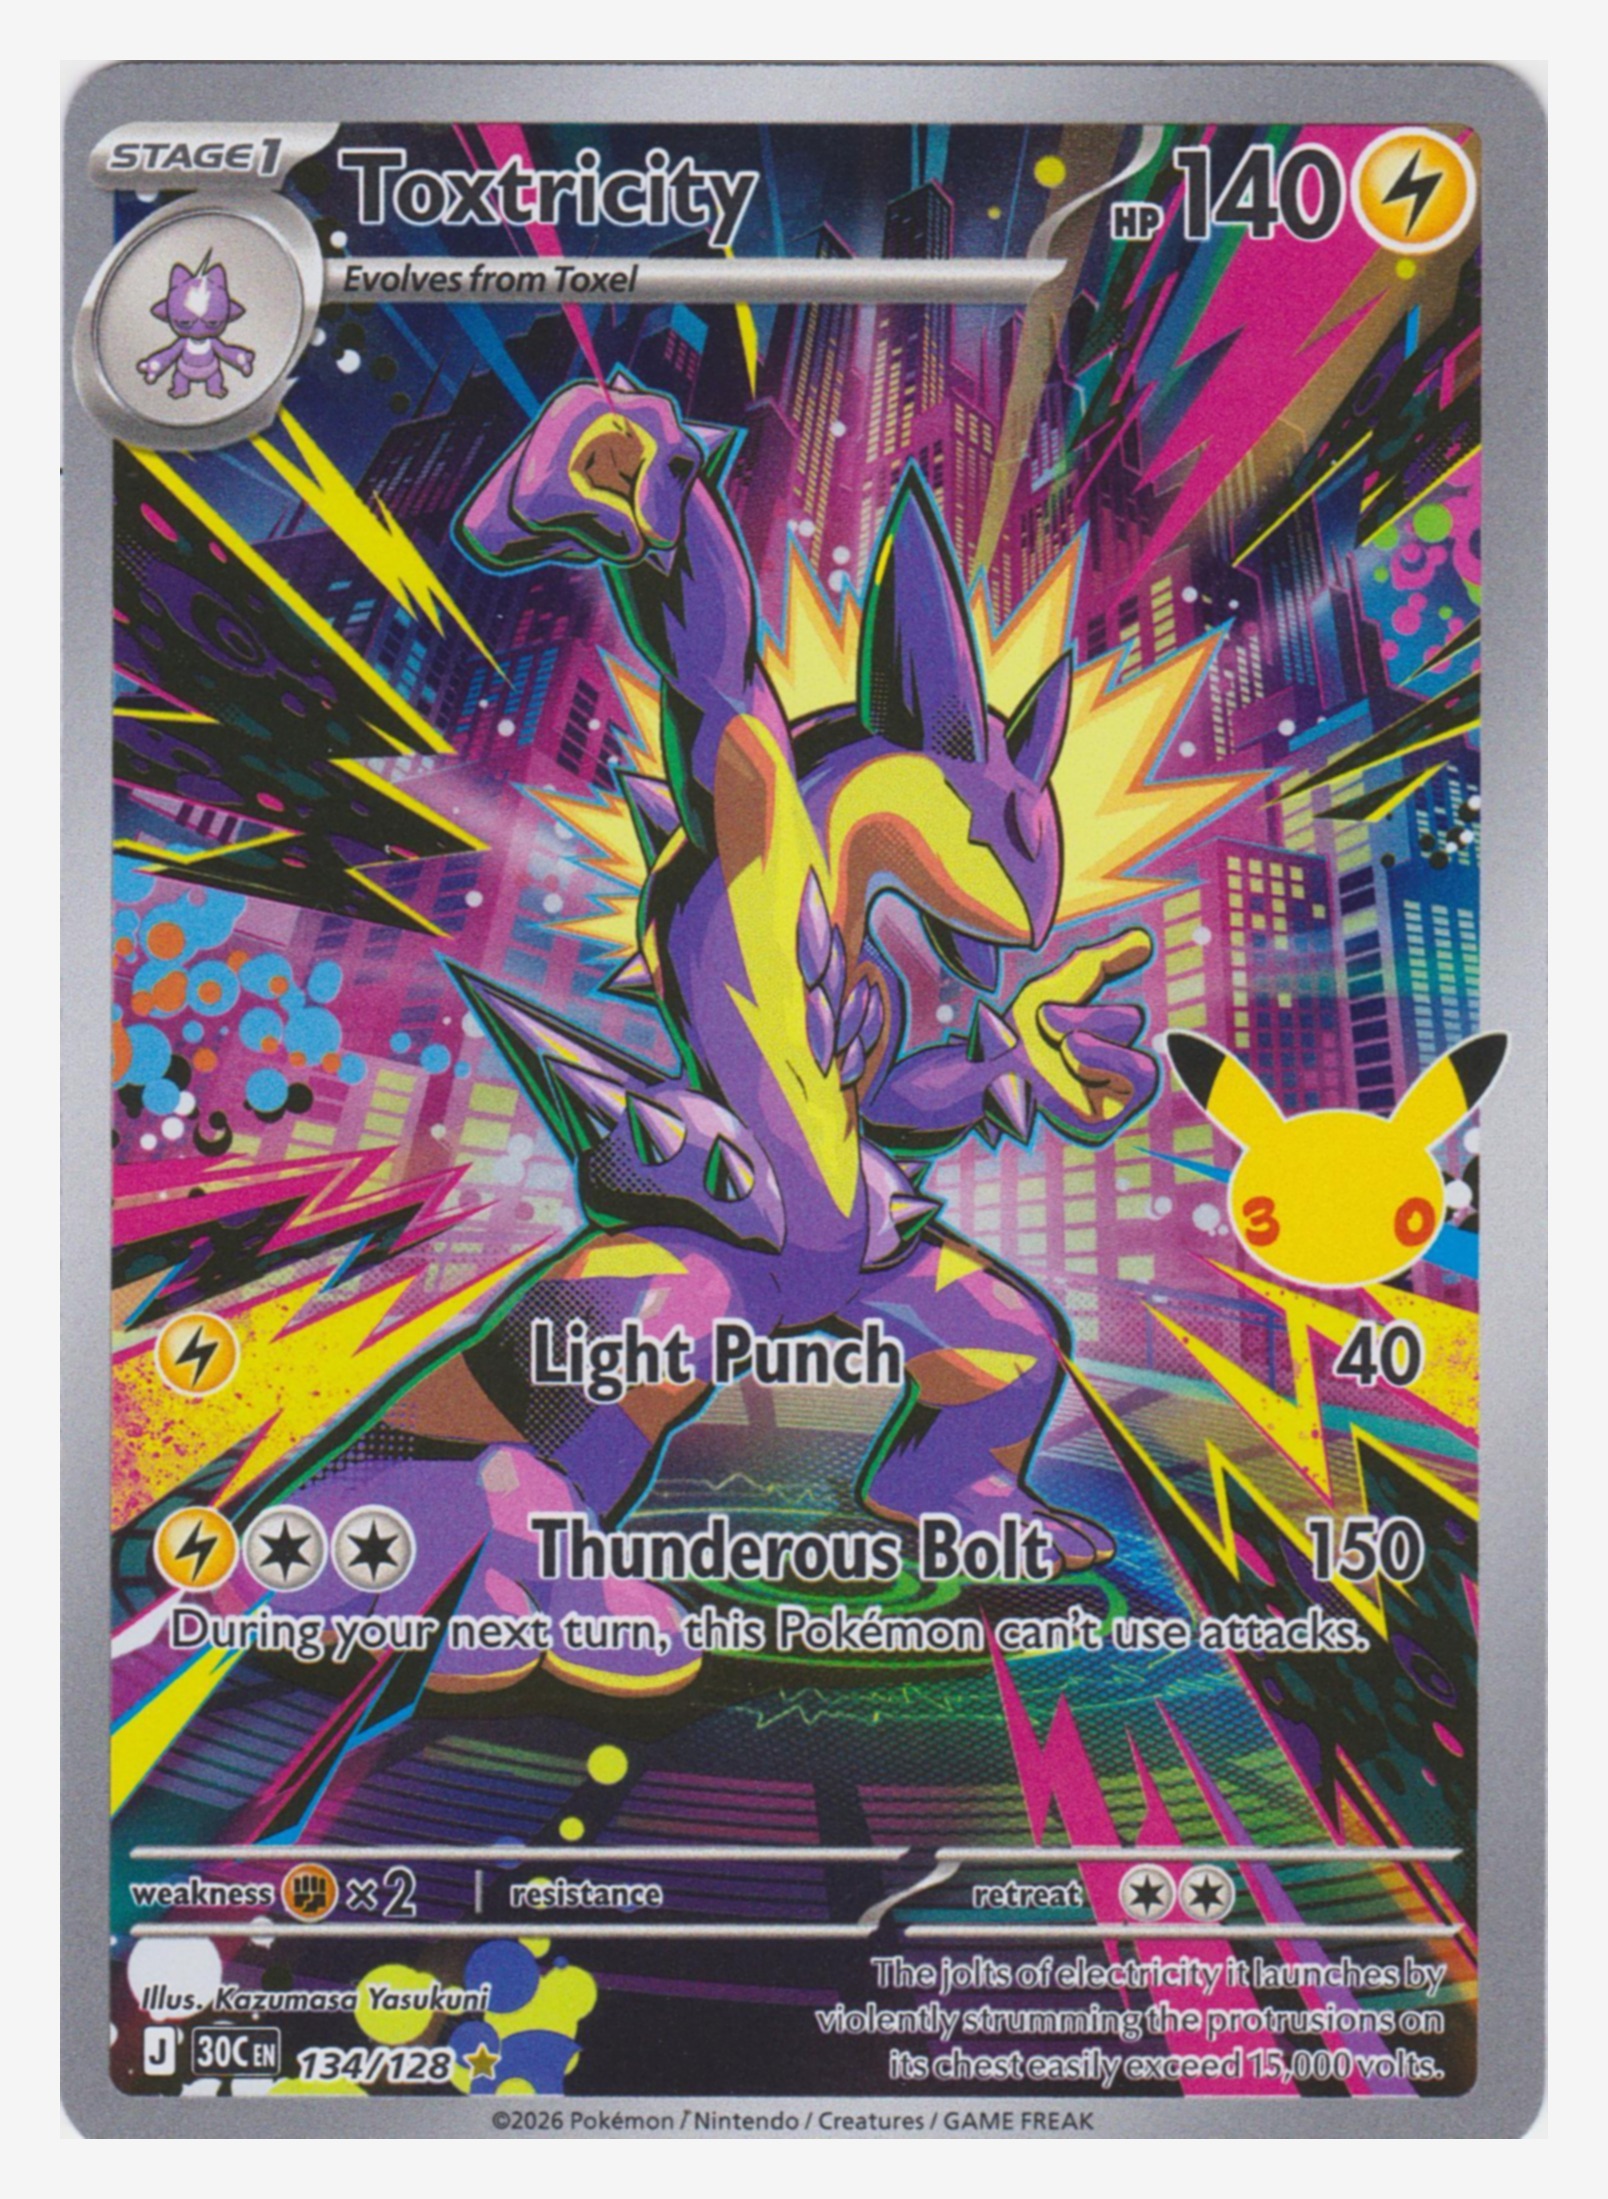 STAGE 1
Toxtricity
HP 140
Evolves from Toxel
30
Light Punch 40
Thunderous Bolt 150
During your next turn, this Pokémon can't use attacks.
weakness ×2 resistance retreat
The jolts of electricity it launches by
violently strumming the protrusions on
its chest easily exceed 15,000 volts.
Illus. Kazumasa Yasukuni
J 30C EN 134/128
©2026 Pokémon / Nintendo / Creatures / GAME FREAK